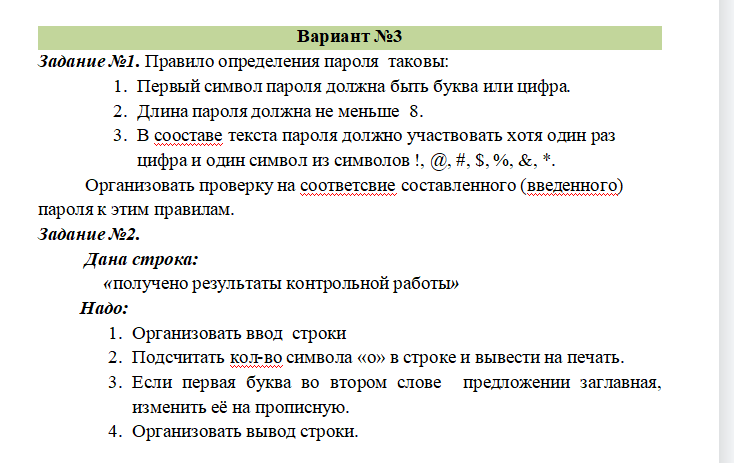 Вариант №3
Задание №1. Правило определения пароля таковы:
1. Первый символ пароля должна быть буква или цифра.
2. Длина пароля должна не меньше 8.
3. В сооставе текста пароля должно участвовать хотя один раз
цифра и один символ из символов !, @, #, $, %, &, *.
Организовать проверку на соответсвие составленного (введенного)
пароля к этим правилам.
Задание №2.
Дана строка:
«получено результаты контрольной работы»
Надо:
1. Организовать ввод строки
2. Подсчитать кол-во символа «о» в строке и вывести на печать.
3. Если первая буква во втором слове предложении заглавная,
изменить её на прописную.
4. Организовать вывод строки.